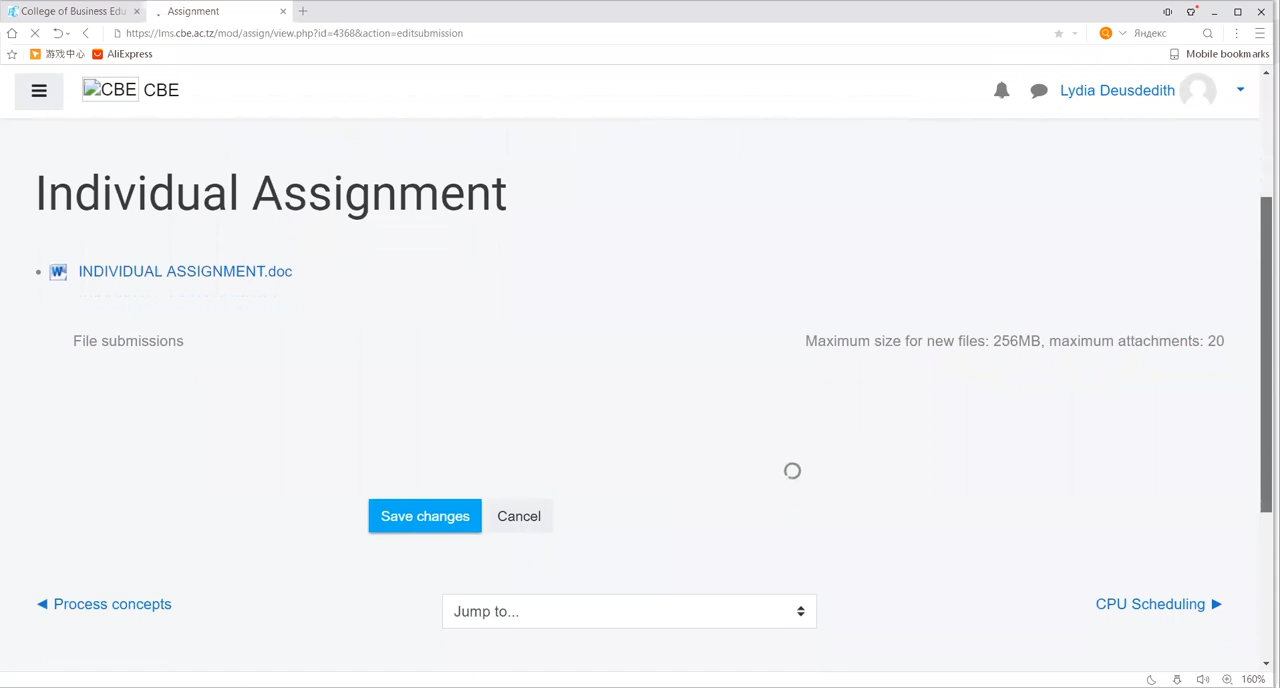 College of Business Edu
Assignment
https://lms.cbe.ac.tz/mod/assign/view.php?id=4368&action=editsubmission
Яндекс
游戏中心
AliExpress
Mobile bookmarks
CBE CBE
Lydia Deusdedith
Individual Assignment
INDIVIDUAL ASSIGNMENT.doc
File submissions
Maximum size for new files: 256MB, maximum attachments: 20
Save changes
Cancel
◄ Process concepts
Jump to...
CPU Scheduling ►
160%